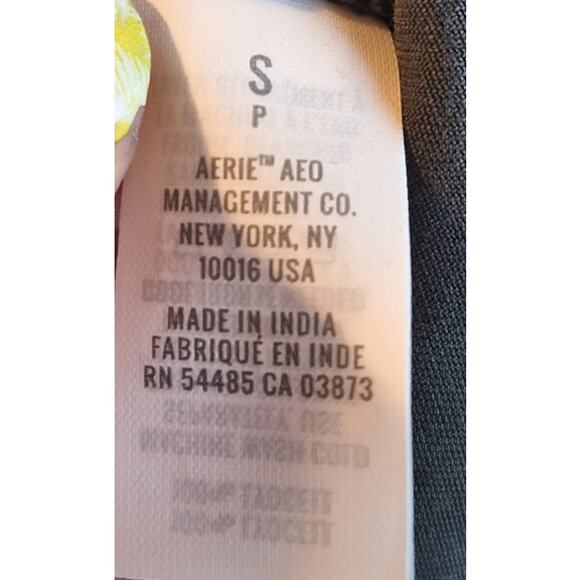 S
P
AERIE™ AEO
MANAGEMENT CO.
NEW YORK, NY
10016 USA
MADE IN INDIA
FABRIQUÉ EN INDE
RN 54485 CA 03873